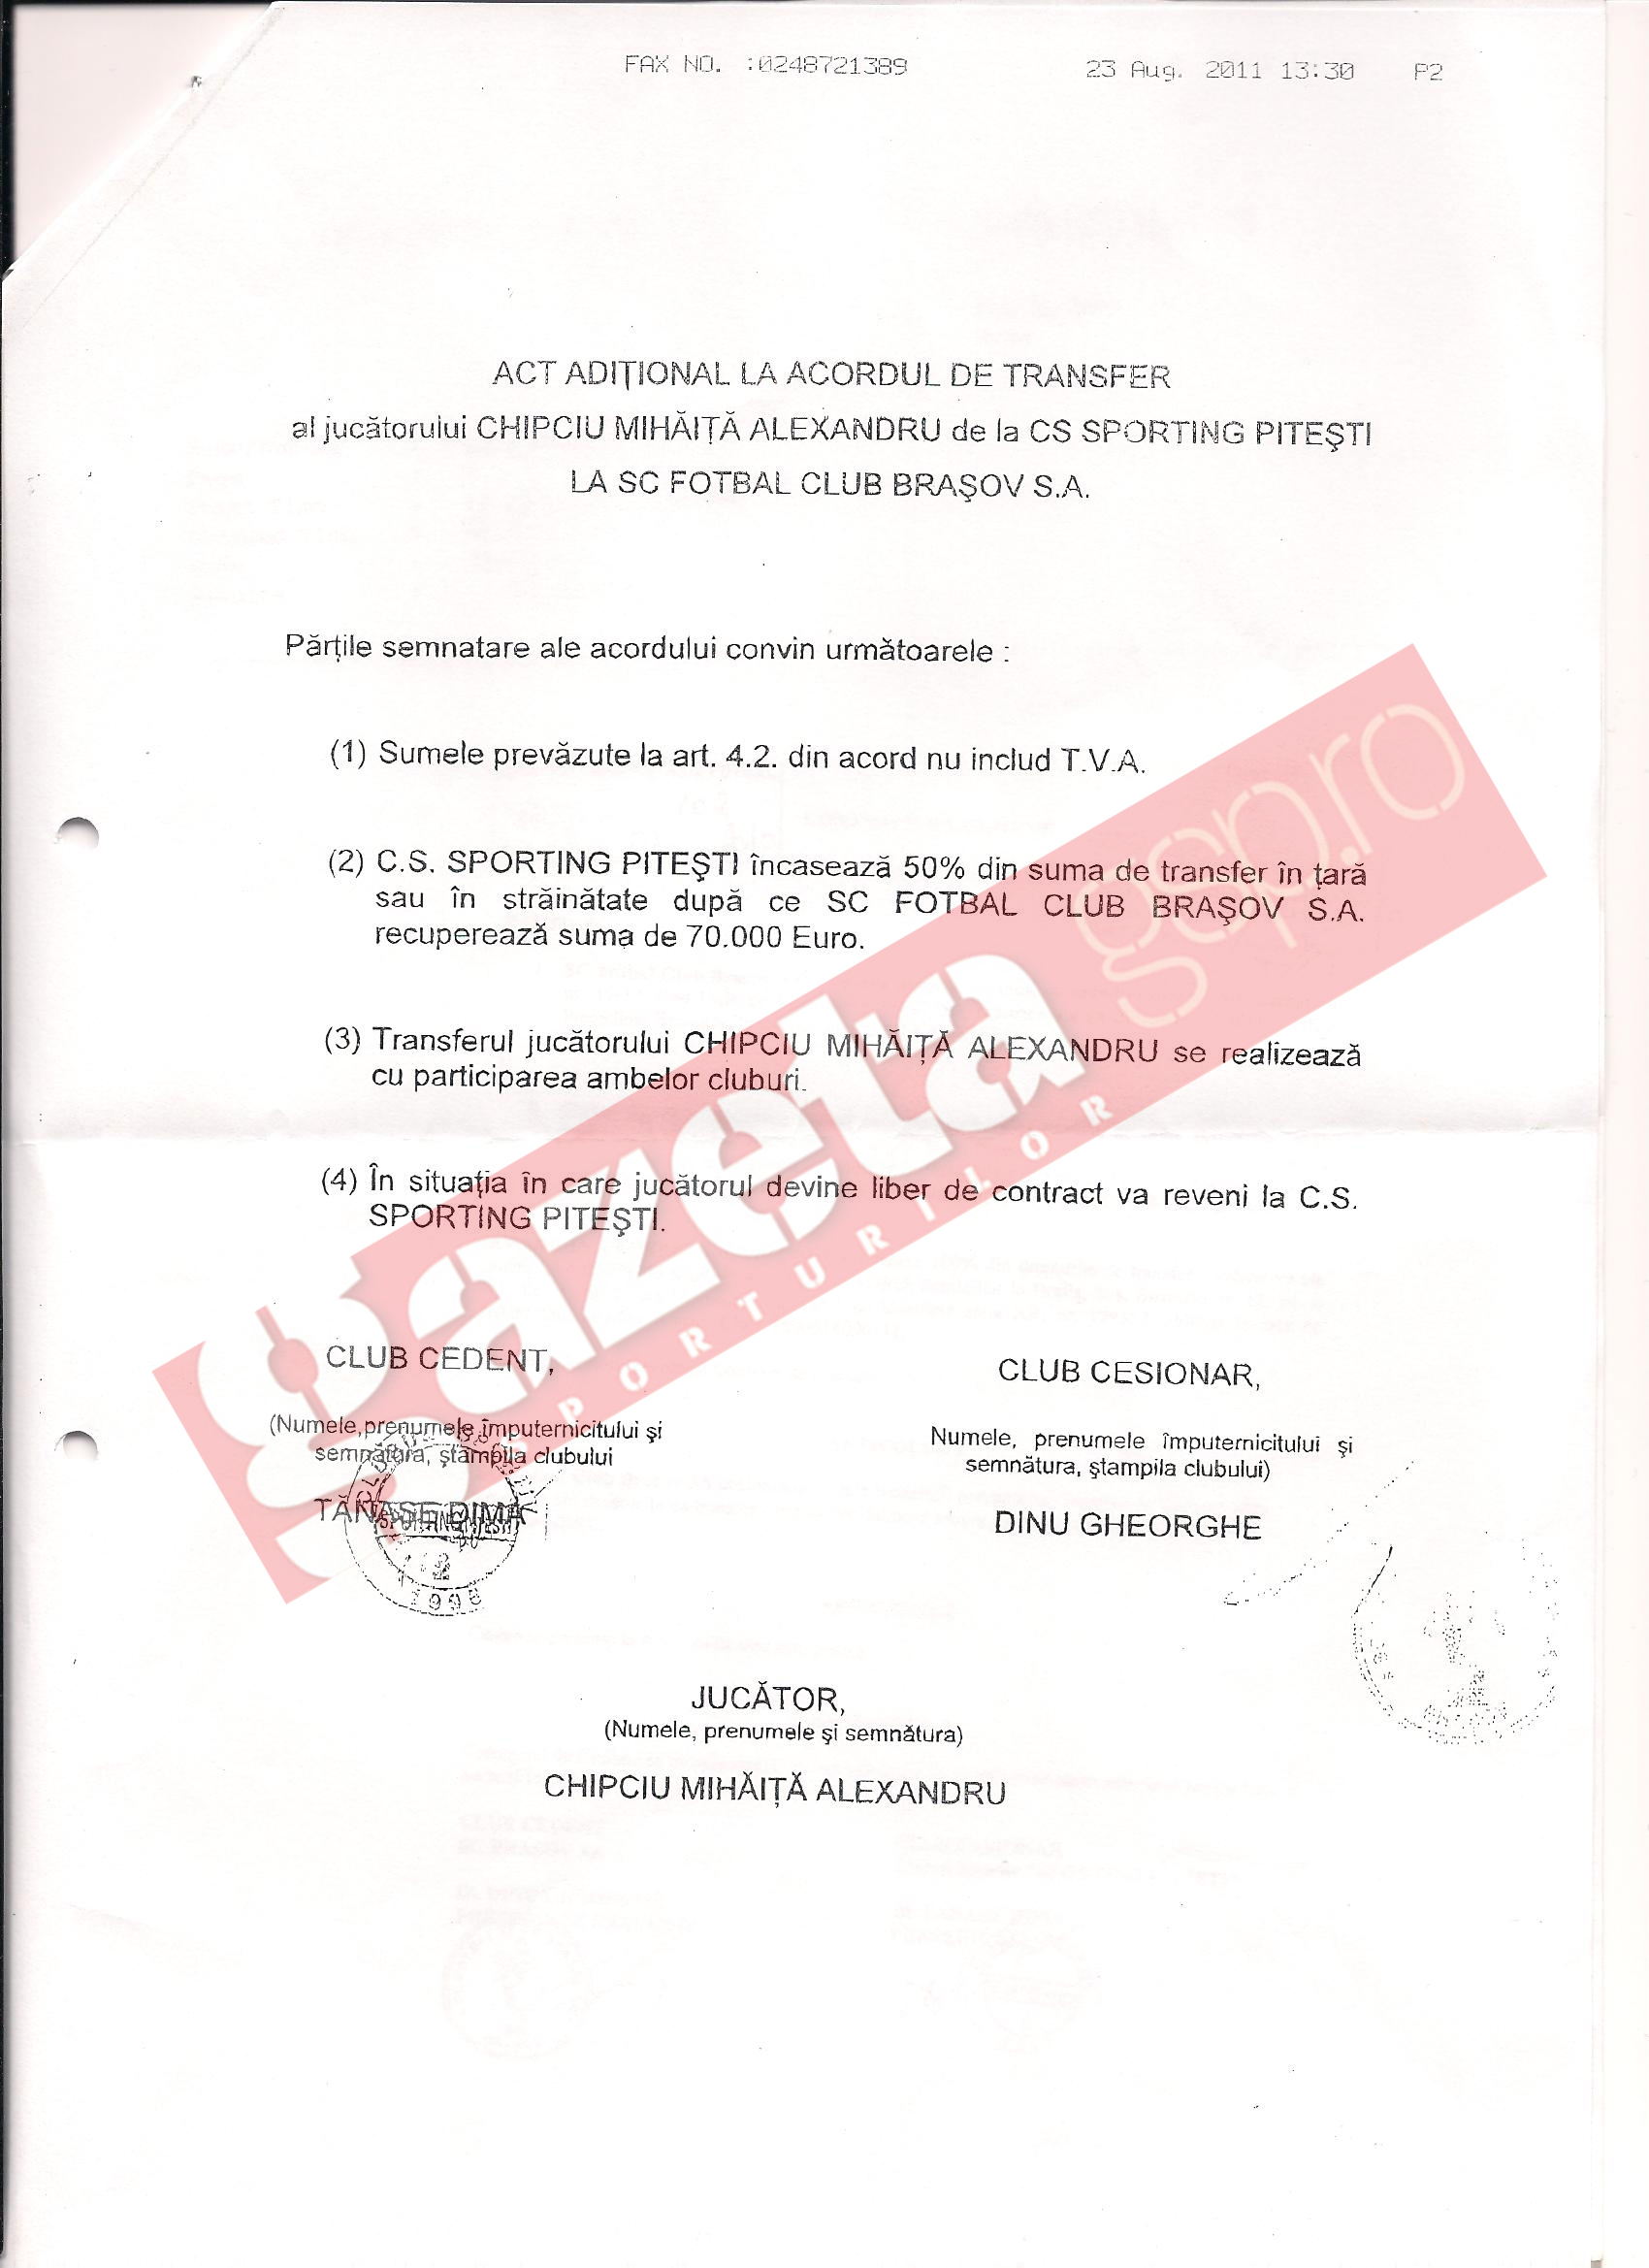 FAX NO. :0248721389 23 Aug. 2011 13:30 P2
ACT ADIŢIONAL LA ACORDUL DE TRANSFER
al jucătorului CHIPCIU MIHĂIŢĂ ALEXANDRU de la CS SPORTING PITEŞTI
LA SC FOTBAL CLUB BRAŞOV S.A.
Părţile semnatare ale acordului convin următoarele :
(1) Sumele prevăzute la art. 4.2. din acord nu includ T.V.A.
(2) C.S. SPORTING PITEŞTI încasează 50% din suma de transfer în ţară
sau în străinătate după ce SC FOTBAL CLUB BRAŞOV S.A.
recuperează suma de 70.000 Euro.
(3) Transferul jucătorului CHIPCIU MIHĂIŢĂ ALEXANDRU se realizează
cu participarea ambelor cluburi.
(4) În situaţia în care jucătorul devine liber de contract va reveni la C.S.
SPORTING PITEŞTI.
gazeta gsp.ro
SPORTURILOR
CLUB CEDENT,
(Numele,prenumele împuternicitului şi
semnătura, ştampila clubului
TĂNASE DIMA
1998
CLUB CESIONAR,
Numele, prenumele împuternicitului şi
semnătura, ştampila clubului)
DINU GHEORGHE
JUCĂTOR,
(Numele, prenumele şi semnătura)
CHIPCIU MIHĂIŢĂ ALEXANDRU